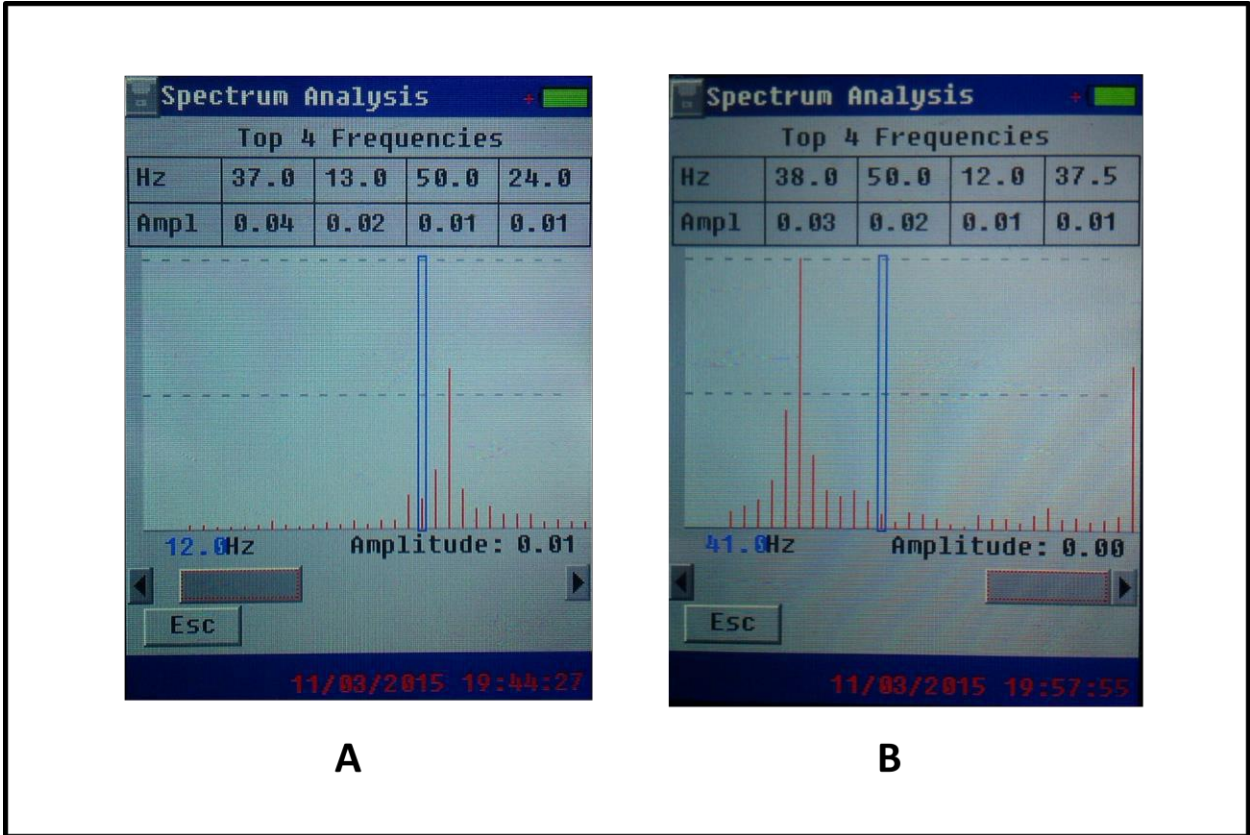 Spectrum Analysis
Top 4 Frequencies
Hz 37.0 13.0 50.0 24.0
Ampl 0.04 0.02 0.01 0.01
12.0Hz Amplitude: 0.01
Esc
11/03/2015 19:44:27
A
Spectrum Analysis
Top 4 Frequencies
Hz 38.0 50.0 12.0 37.5
Ampl 0.03 0.02 0.01 0.01
41.0Hz Amplitude: 0.00
Esc
11/03/2015 19:57:55
B